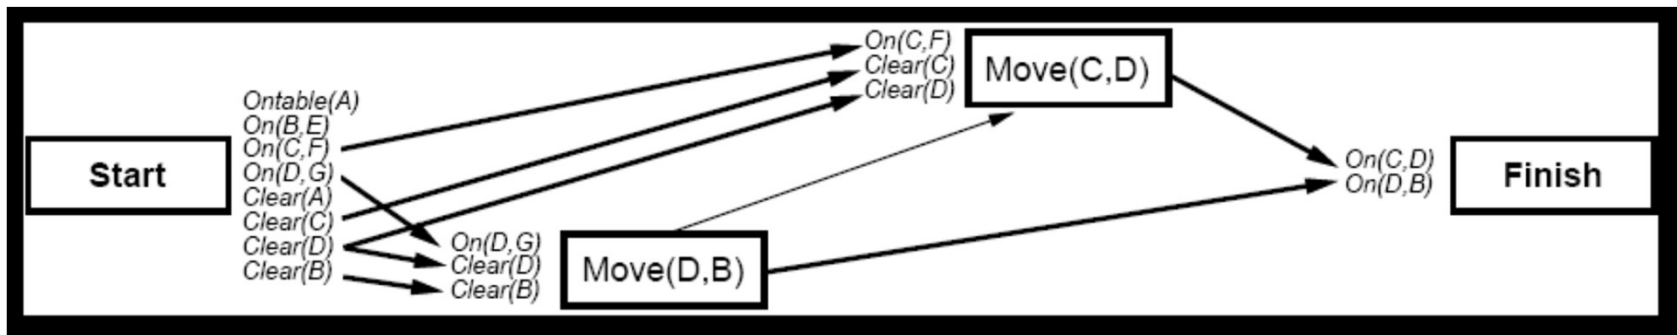 Start
Ontable(A)
On(B,E)
On(C,F)
On(D,G)
Clear(A)
Clear(C)
Clear(D)
Clear(B)
On(D,G)
Clear(D)
Clear(B)
Move(D,B)
On(C,F)
Clear(C)
Clear(D)
Move(C,D)
On(C,D)
On(D,B)
Finish